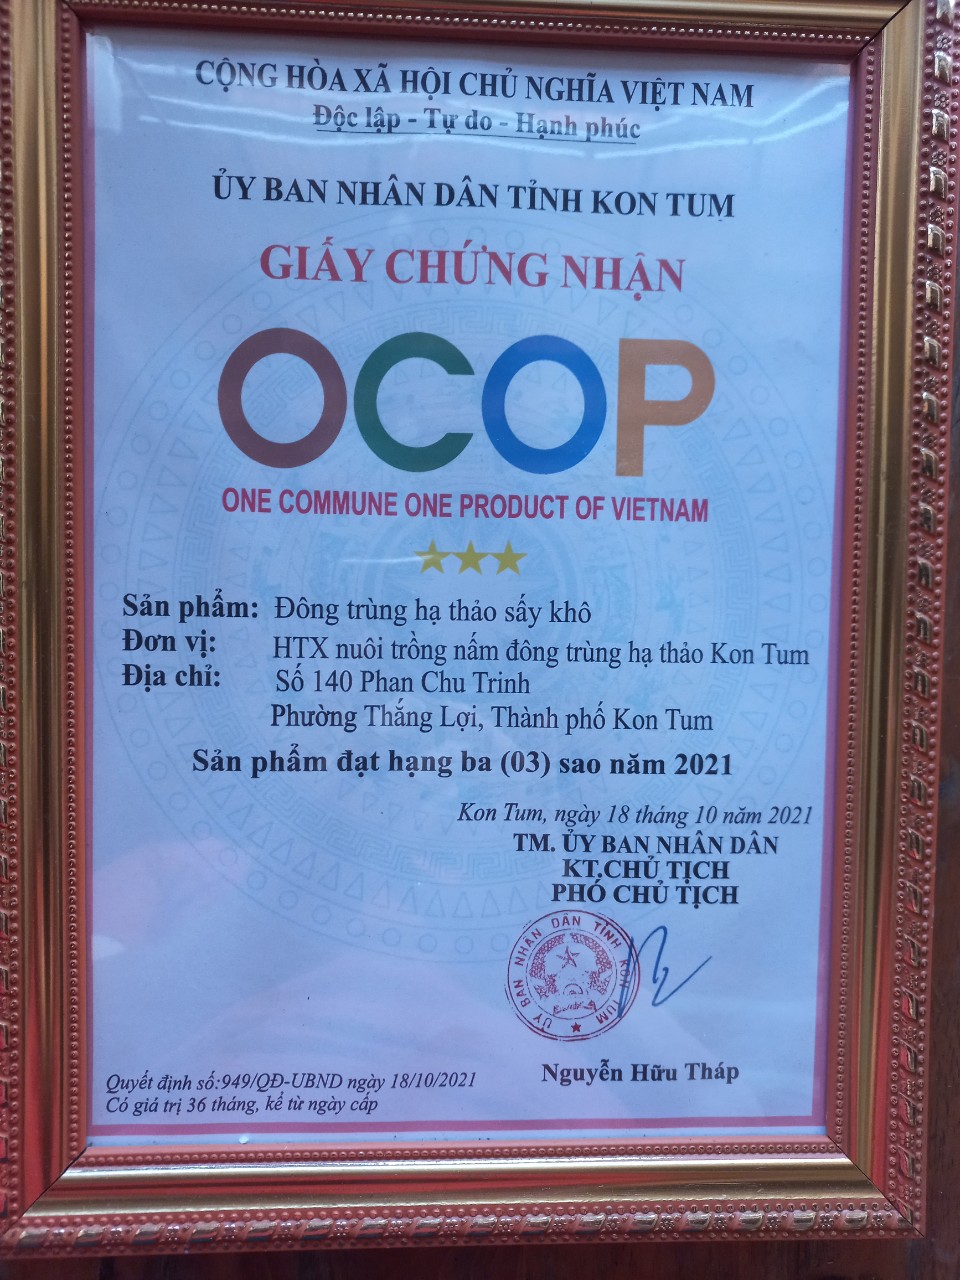 CỘNG HÒA XÃ HỘI CHỦ NGHĨA VIỆT NAM
Độc lập - Tự do - Hạnh phúc
ỦY BAN NHÂN DÂN TỈNH KON TUM
GIẤY CHỨNG NHẬN
OCOP
ONE COMMUNE ONE PRODUCT OF VIETNAM
Sản phẩm: Đông trùng hạ thảo sấy khô
Đơn vị: HTX nuôi trồng nấm đông trùng hạ thảo Kon Tum
Địa chỉ: Số 140 Phan Chu Trinh
Phường Thắng Lợi, Thành phố Kon Tum
Sản phẩm đạt hạng ba (03) sao năm 2021
Kon Tum, ngày 18 tháng 10 năm 2021
TM. ỦY BAN NHÂN DÂN
KT.CHỦ TỊCH
PHÓ CHỦ TỊCH
ỦY BAN NHÂN DÂN TỈNH KON TUM
Nguyễn Hữu Tháp
Quyết định số:949/QĐ-UBND ngày 18/10/2021
Có giá trị 36 tháng, kể từ ngày cấp